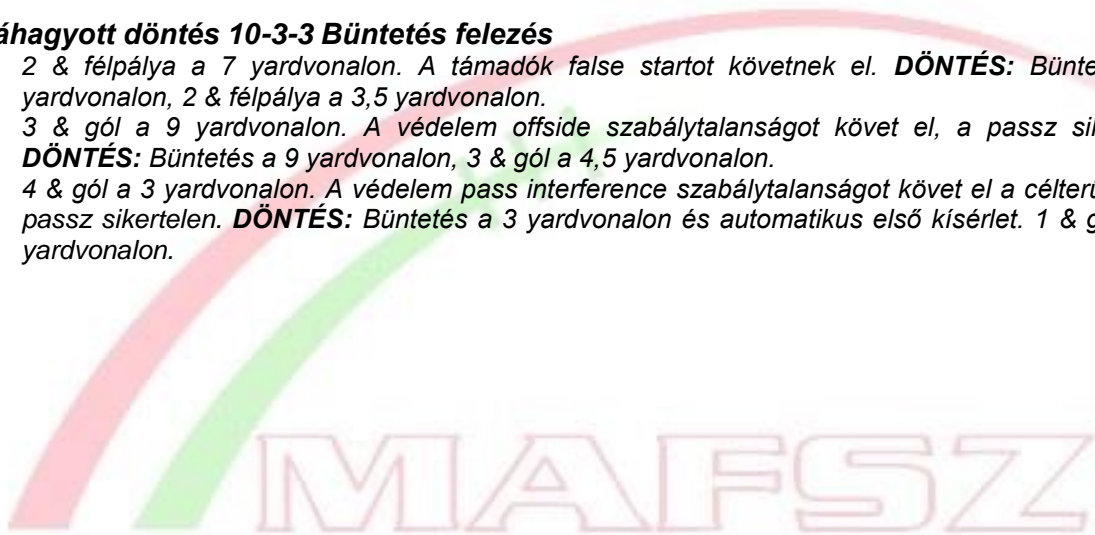 áhagyott döntés 10-3-3 Büntetés felezés
2 & félpálya a 7 yardvonalon. A támadók false startot követnek el. DÖNTÉS: Bünte
yardvonalon, 2 & félpálya a 3,5 yardvonalon.
3 & gól a 9 yardvonalon. A védelem offside szabálytalanságot követ el, a passz sik
DÖNTÉS: Büntetés a 9 yardvonalon, 3 & gól a 4,5 yardvonalon.
4 & gól a 3 yardvonalon. A védelem pass interference szabálytalanságot követ el a célterü
passz sikertelen. DÖNTÉS: Büntetés a 3 yardvonalon és automatikus első kísérlet. 1 & g
yardvonalon.
MAFSZ